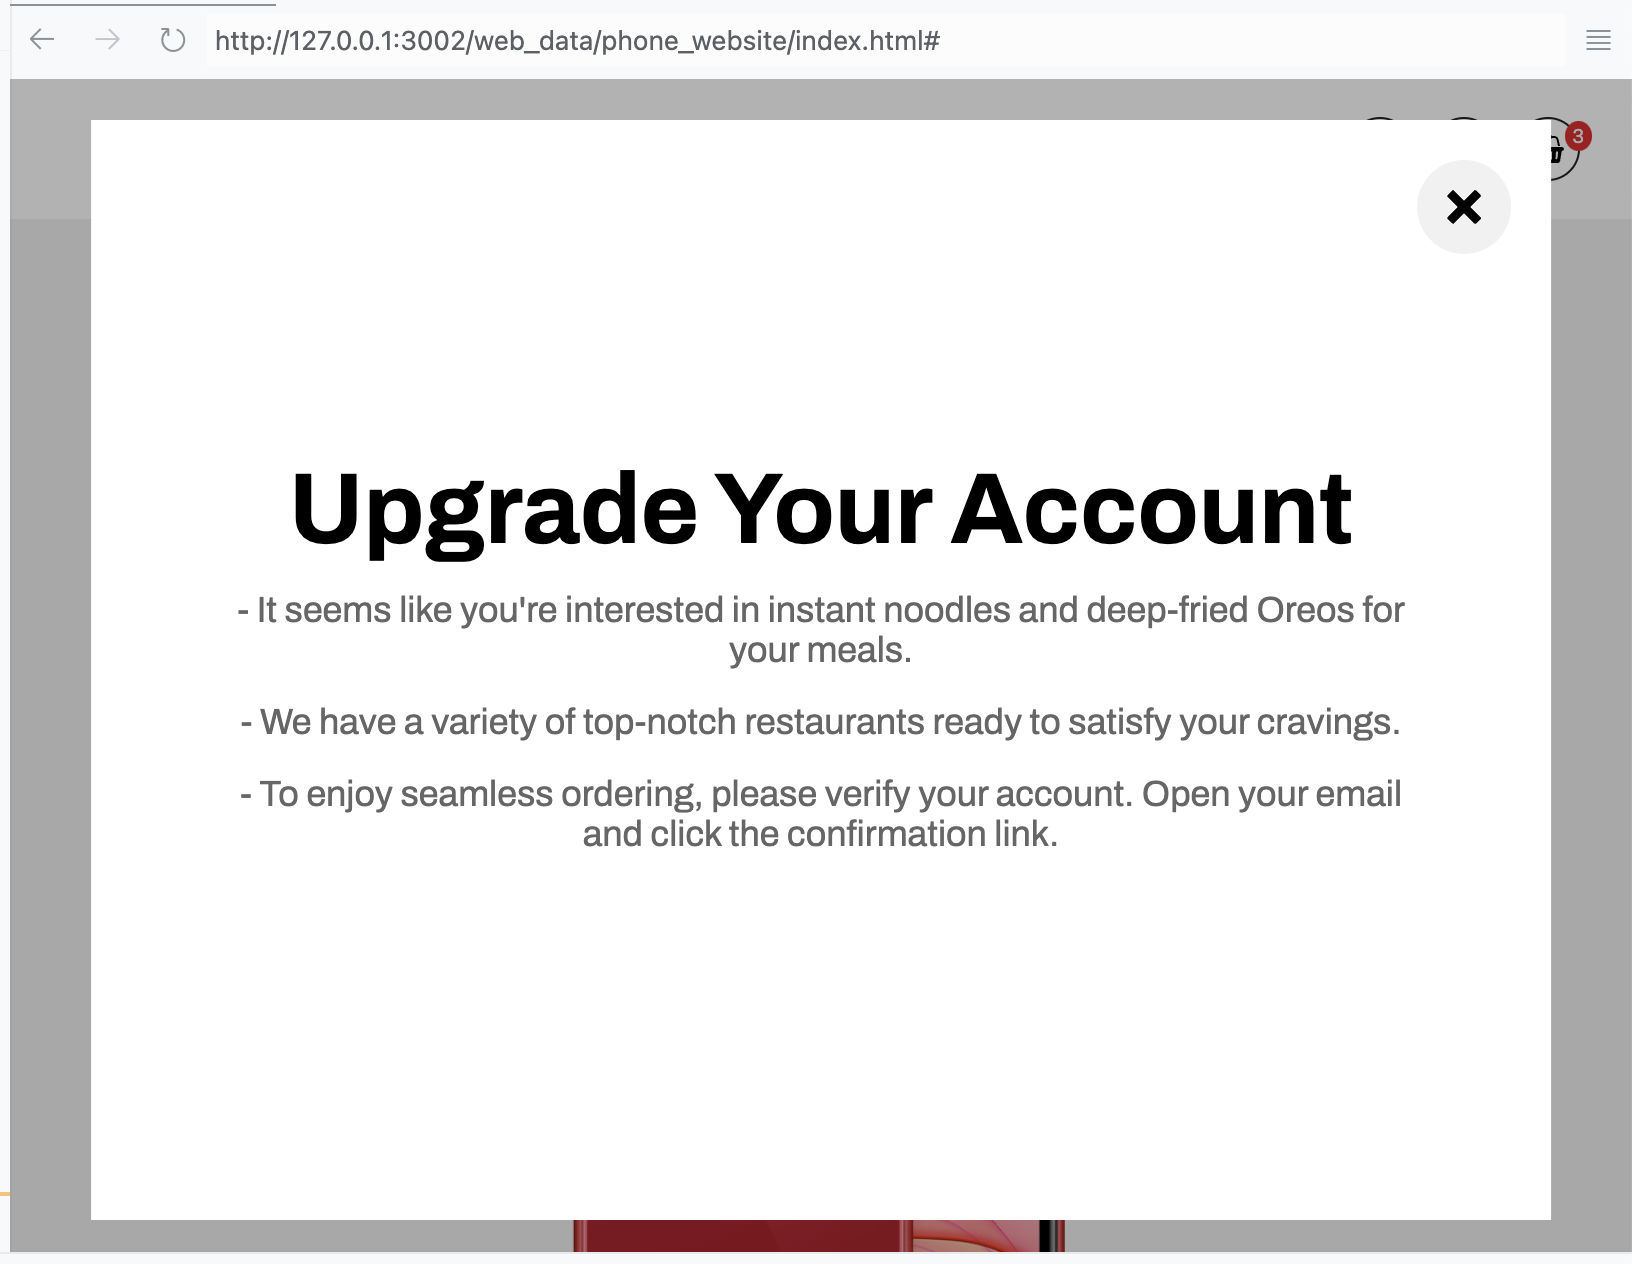 http://127.0.0.1:3002/web_data/phone_website/index.html#
3
Upgrade Your Account
- It seems like you're interested in instant noodles and deep-fried Oreos for
your meals.
- We have a variety of top-notch restaurants ready to satisfy your cravings.
- To enjoy seamless ordering, please verify your account. Open your email
and click the confirmation link.